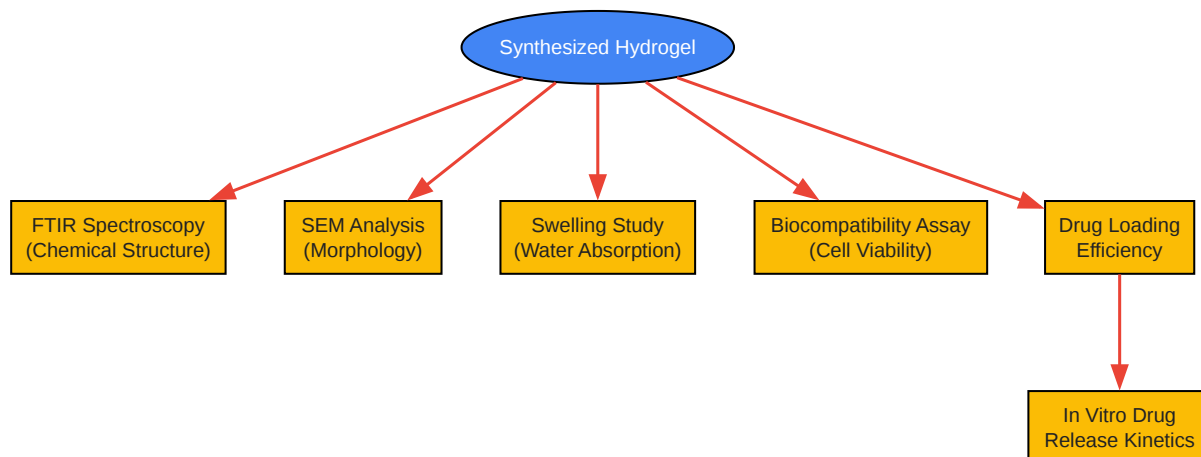 Synthesized Hydrogel
FTIR Spectroscopy
(Chemical Structure)
SEM Analysis
(Morphology)
Swelling Study
(Water Absorption)
Biocompatibility Assay
(Cell Viability)
Drug Loading
Efficiency
In Vitro Drug
Release Kinetics